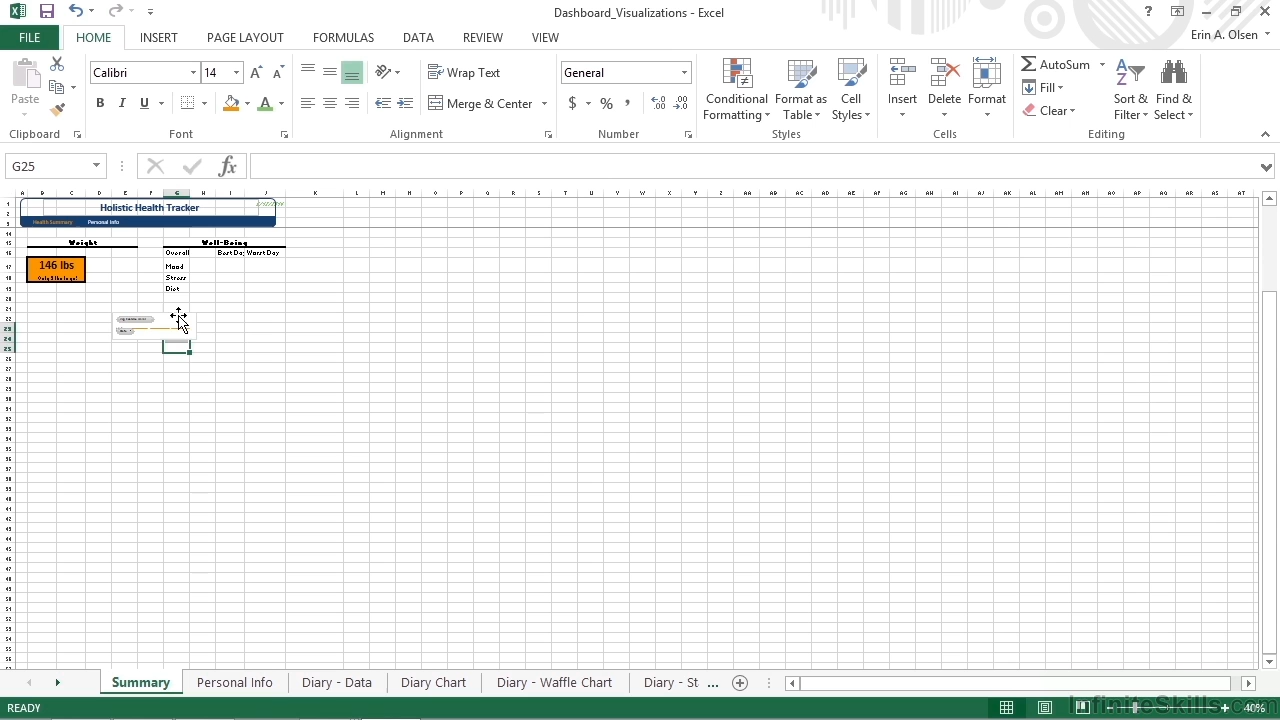 Dashboard_Visualizations - Excel
?
Erin A. Olsen
FILE HOME INSERT PAGE LAYOUT FORMULAS DATA REVIEW VIEW
Paste
Clipboard
Calibri 14
B I U
Font
Wrap Text
Merge & Center
Alignment
General
$ % ,
Number
Conditional Formatting
Format as Table
Cell Styles
Styles
Insert Delete Format
Cells
AutoSum
Fill
Clear
Sort & Filter
Find & Select
Editing
G25
fx
Holistic Health Tracker
Health Summary Personal Info
Weight Well-Being
Overall Worst Day
146 lbs
Mood
Stress
Diet
Summary Personal Info Diary - Data Diary Chart Diary - Waffle Chart Diary - St ...
READY
40%
InfiniteSkills.com